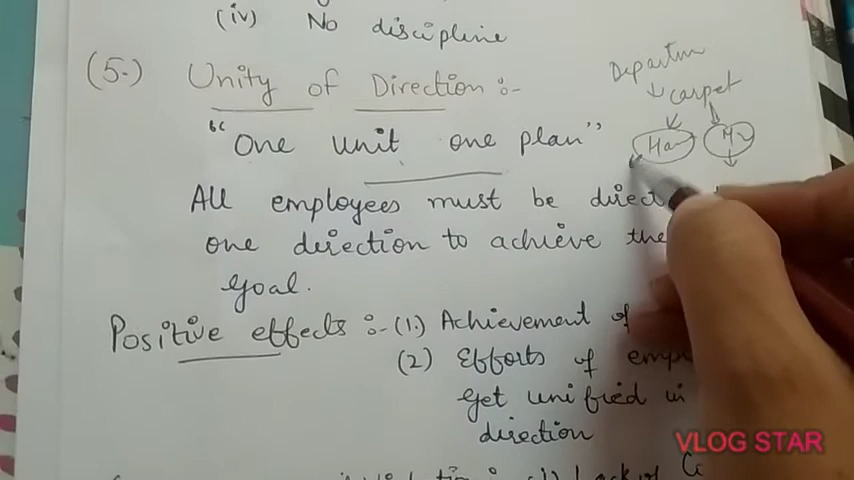 (iv) No discipline
(5.) Unity of Direction :-
"One unit one plan"
Departm
carpet
All employees must be direct
one direction to achieve the
goal.
Positive effects :- (1.) Achievement of
(2) Efforts of emp
get unified in
direction
Lack of
VLOG STAR